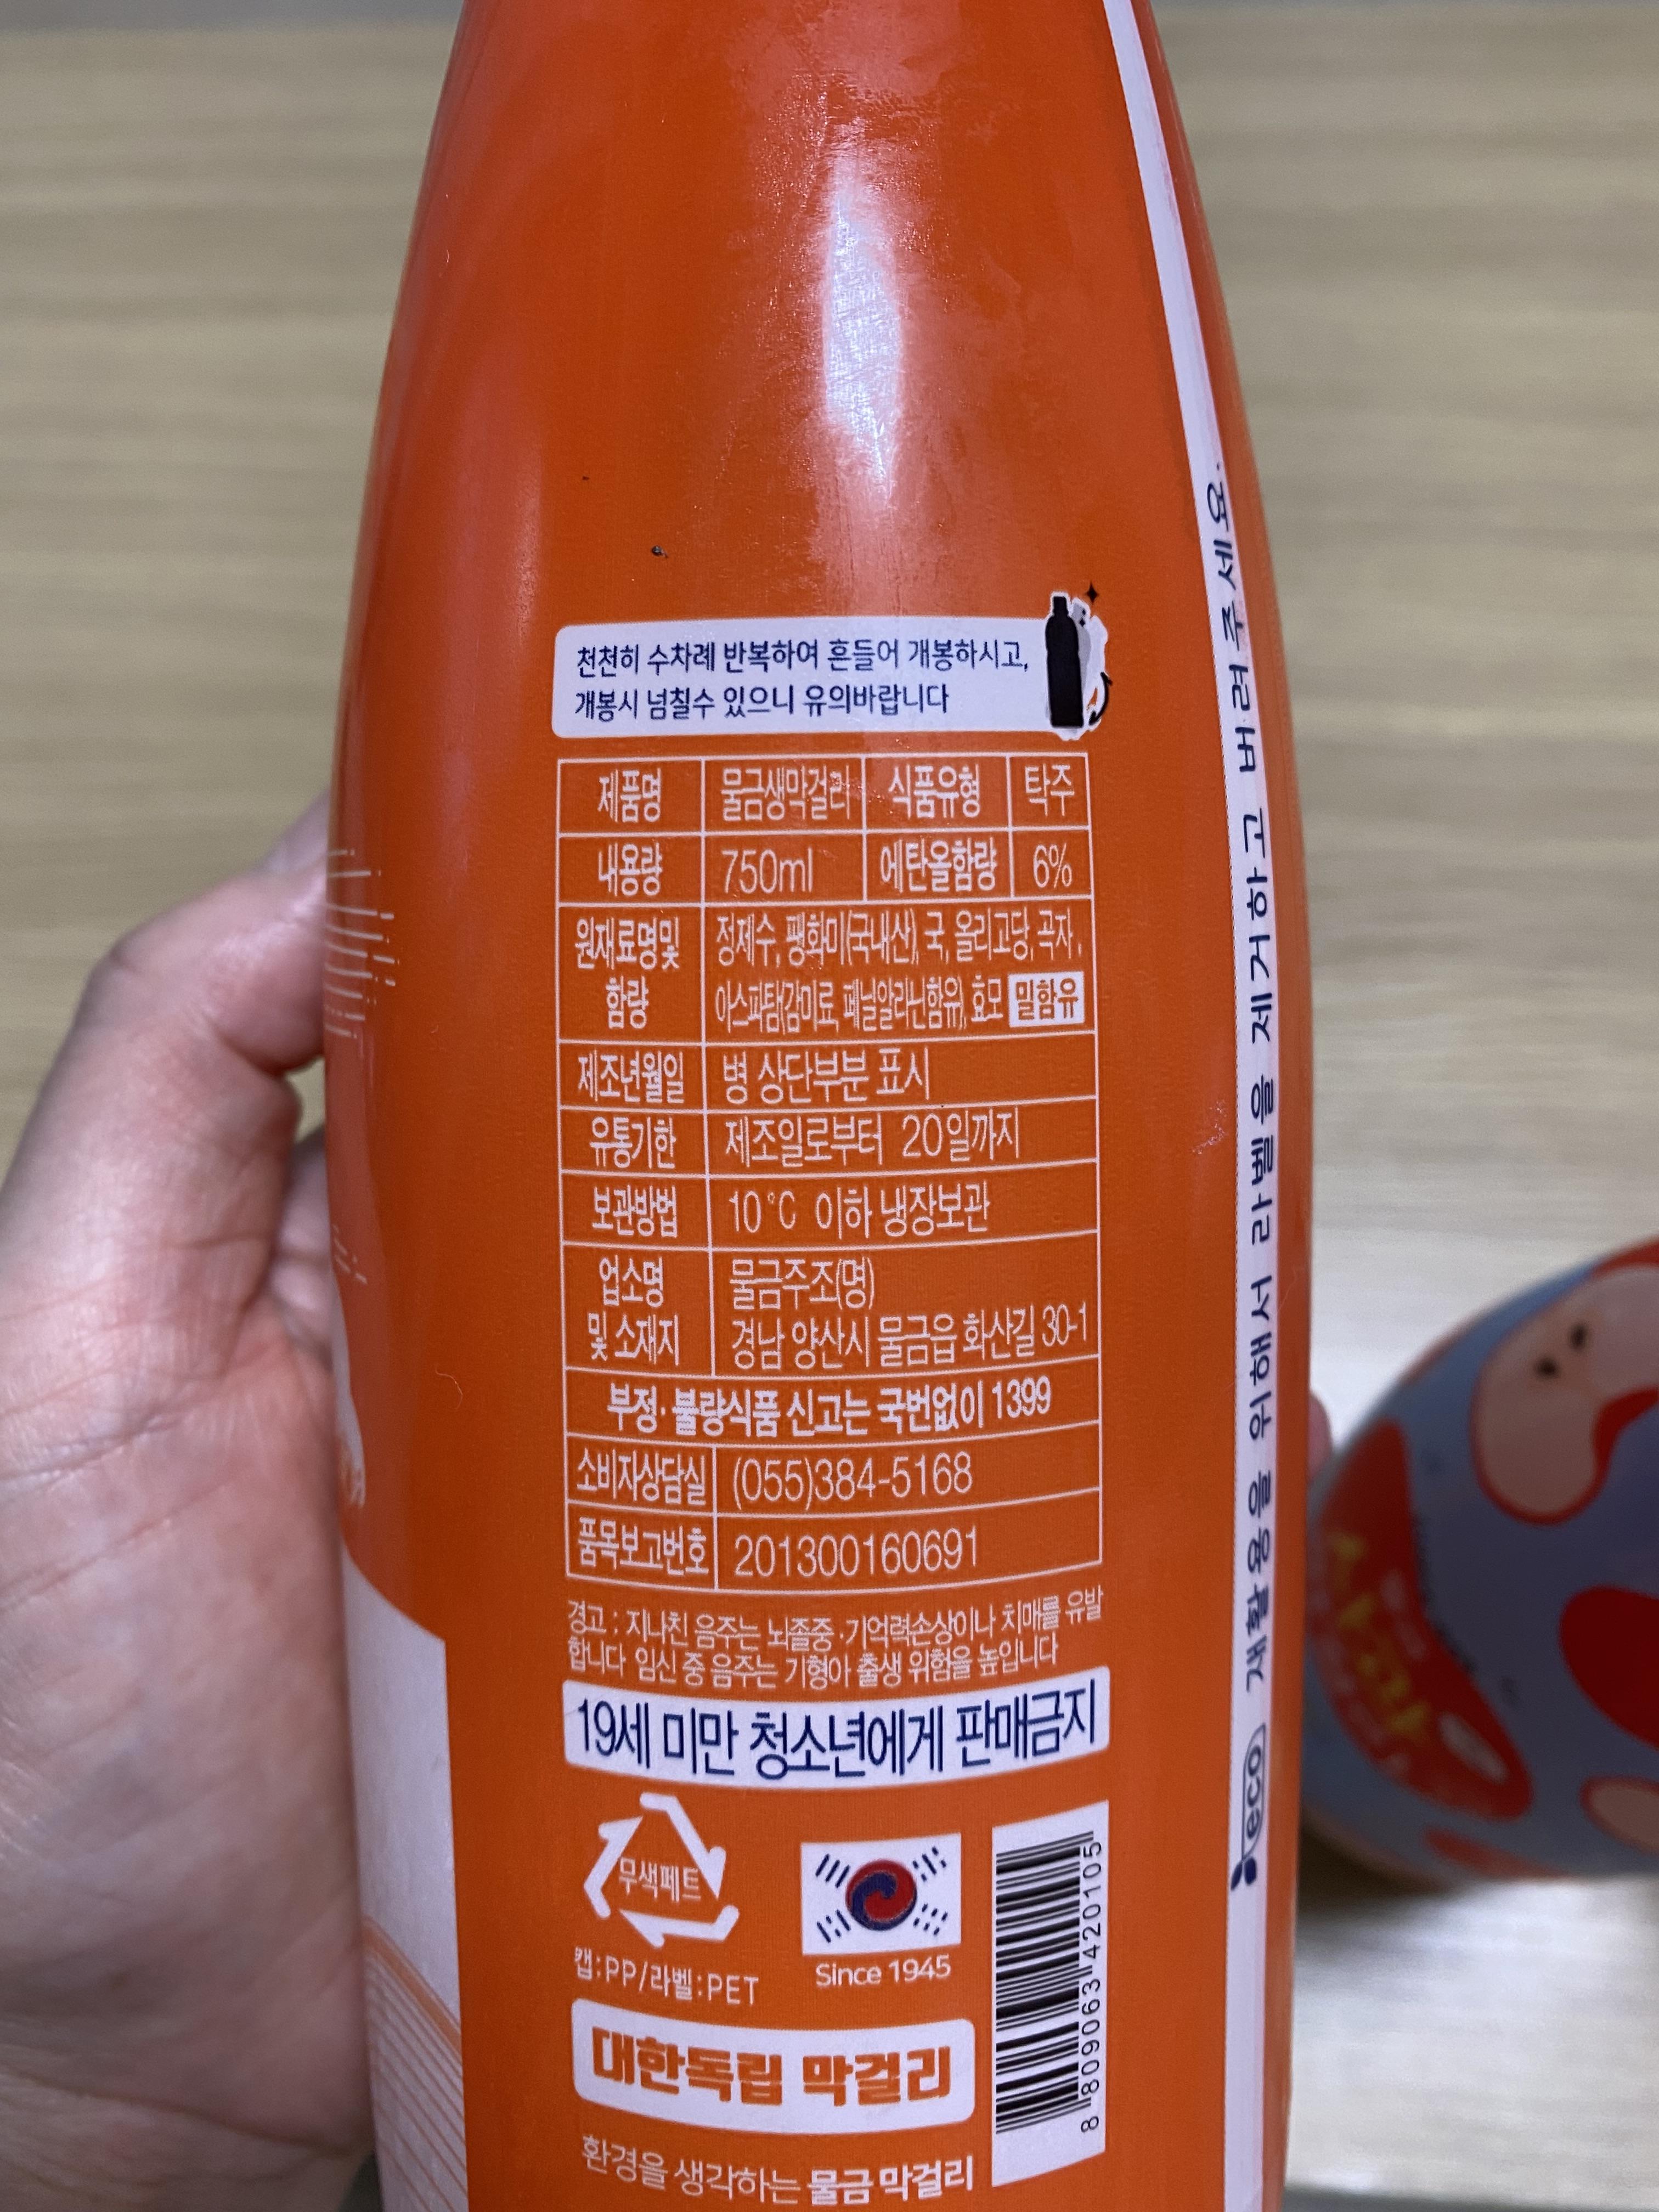 천천히 수차례 반복하여 흔들어 개봉하시고,
개봉시 넘칠수 있으니 유의바랍니다
제품명 물금생막걸리 식품유형 탁주
내용량 750ml 에탄올함량 6%
원재료명및 정제수, 팽화미(국내산), 국, 올리고당, 곡자,
함량 아스파탐(감미료, 페닐알라닌함유), 효모 밀함유
제조년월일 병 상단부분 표시
유통기한 제조일로부터 20일까지
보관방법 10℃ 이하 냉장보관
업소명 물금주조(명)
및 소재지 경남 양산시 물금읍 화산길 30-1
부정·불량식품 신고는 국번없이 1399
소비자상담실 (055)384-5168
품목보고번호 201300160691
경고 : 지나친 음주는 뇌졸중·기억력손상이나 치매를 유발
합니다 임신 중 음주는 기형아 출생 위험을 높입니다
19세 미만 청소년에게 판매금지
무색페트
캡:PP/라벨:PET
Since 1945
8 809063 420105
대한독립 막걸리
환경을 생각하는 물금막걸리
eco 재활용을 위해서 라벨을 제거하고 버려주세요.